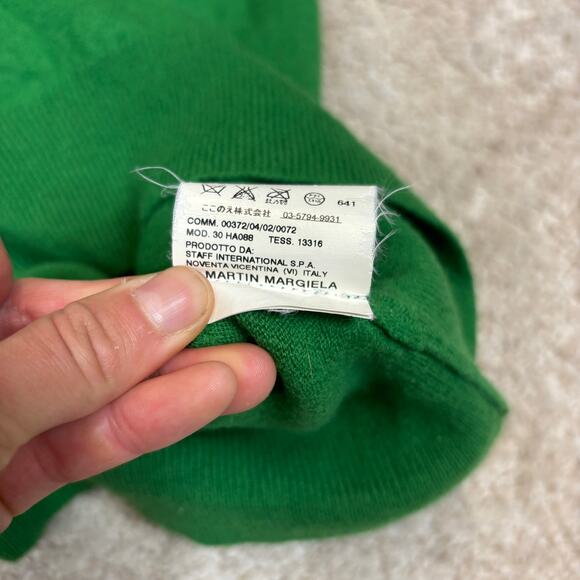 641
ここのえ株式会社 03-5794-9931
COMM. 00372/04/02/0072
MOD. 30 HA088 TESS. 13316
PRODOTTO DA:
STAFF INTERNATIONAL S.P.A.
NOVENTA VICENTINA (VI) ITALY
MARTIN MARGIELA